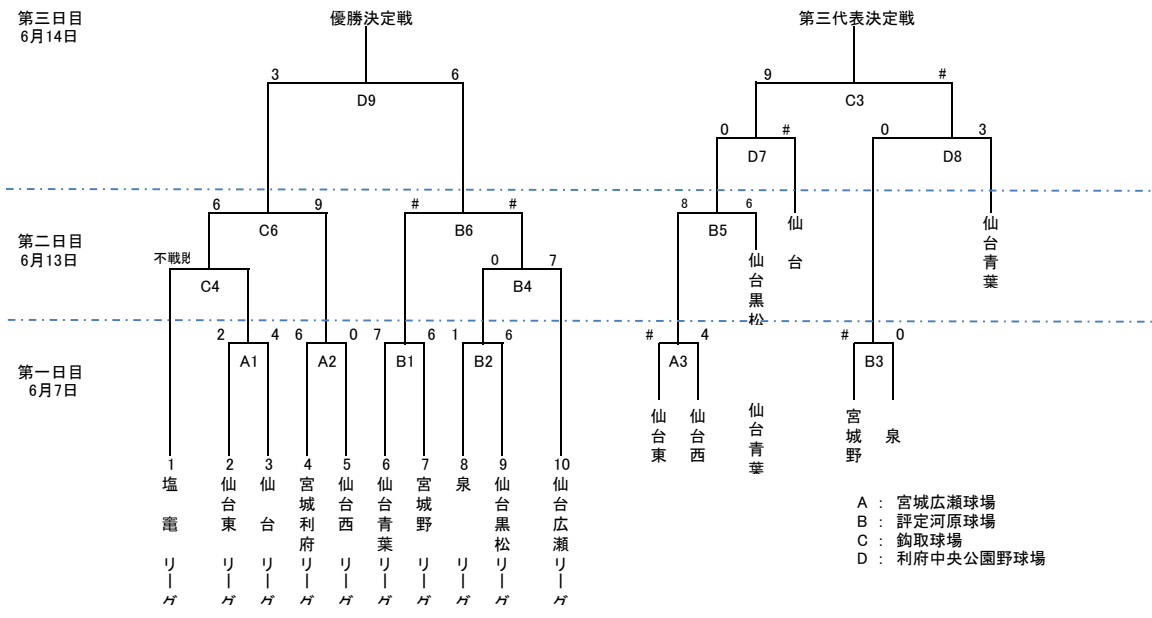 第三日目
6月14日
優勝決定戦
第三代表決定戦
3
6
D9
9
#
C3
0
#
D7
0
3
D8
第二日目
6月13日
6
9
C6
#
#
B6
8
6
B5
仙台
仙台青葉
不戦敗
C4
0
7
B4
仙台黒松
第一日目
6月7日
2
4
A1
6
0
A2
7
6
B1
1
6
B2
#
4
A3
#
0
B3
仙台東
仙台西
仙台青葉
宮城野
泉
1
塩竈リーグ
2
仙台東リーグ
3
仙台リーグ
4
宮城利府リーグ
5
仙台西リーグ
6
仙台青葉リーグ
7
宮城野リーグ
8
泉リーグ
9
仙台黒松リーグ
10
仙台広瀬リーグ
A : 宮城広瀬球場
B : 評定河原球場
C : 鈎取球場
D : 利府中央公園野球場